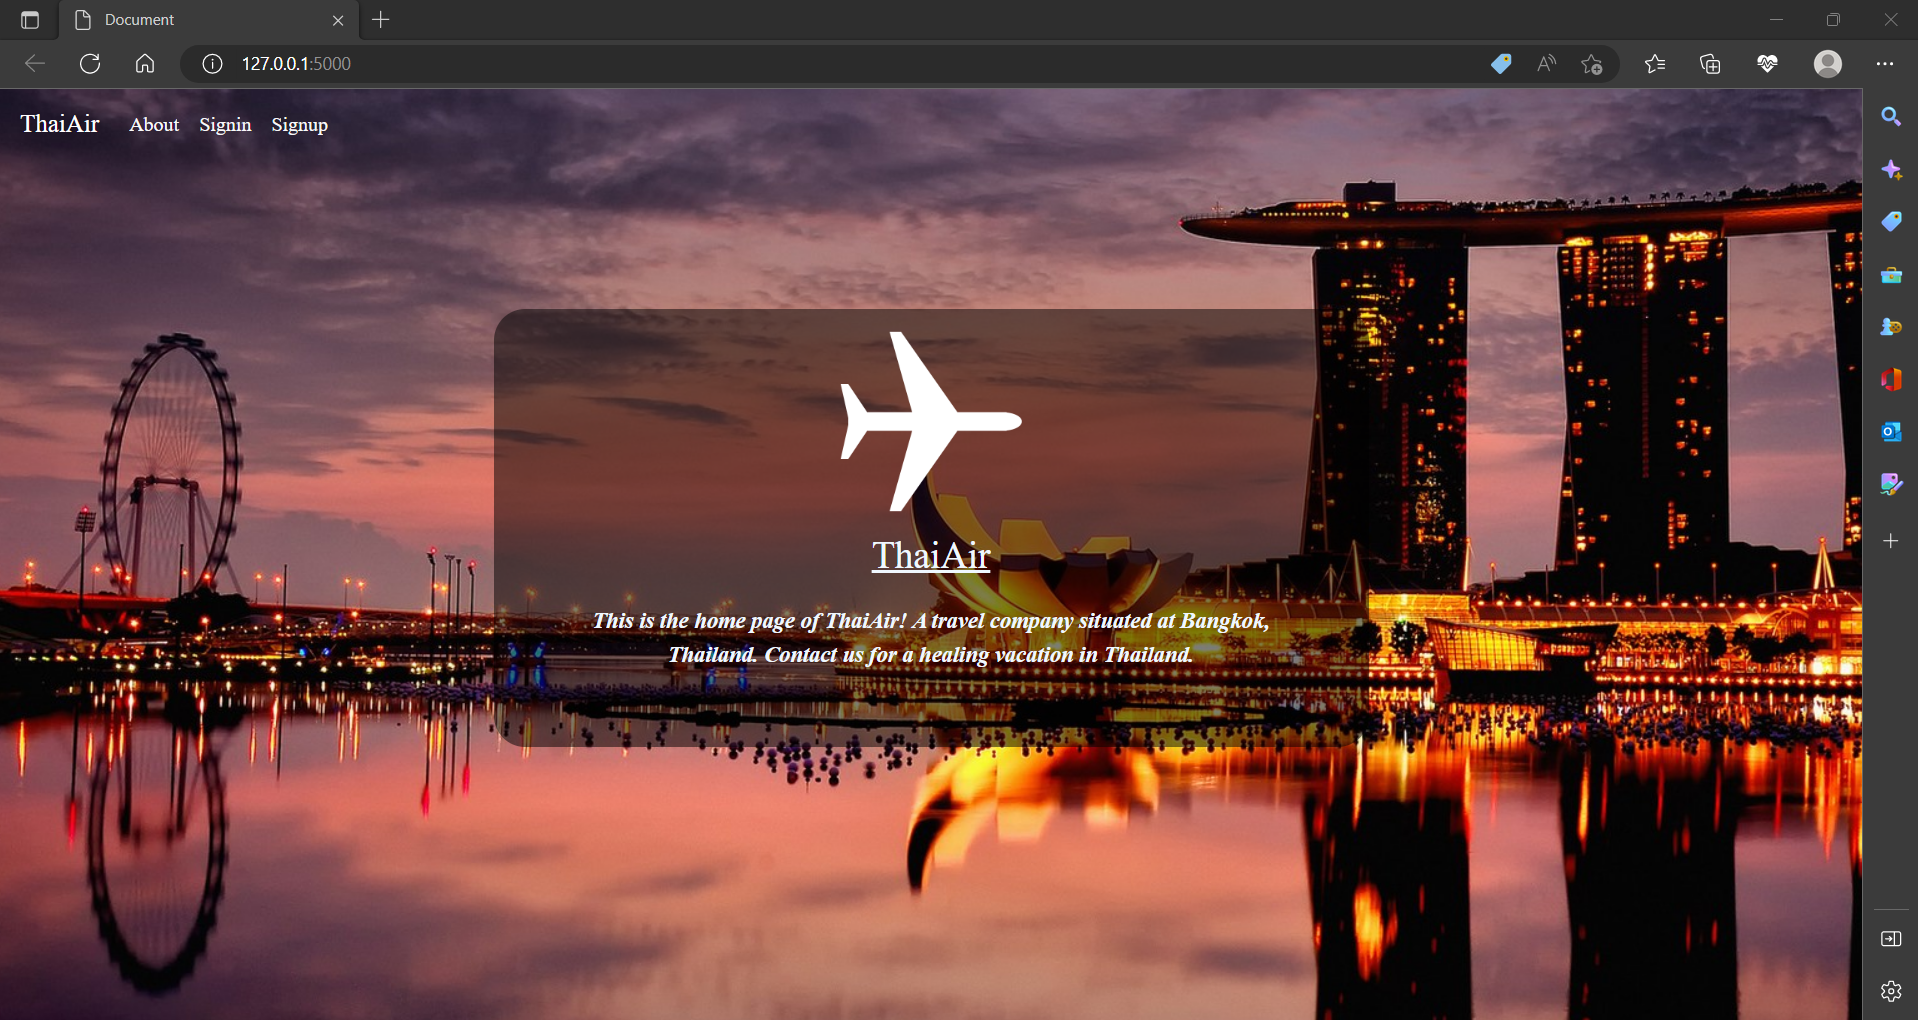 Document
127.0.0.1:5000
ThaiAir About Signin Signup
ThaiAir
This is the home page of ThaiAir! A travel company situated at Bangkok,
Thailand. Contact us for a healing vacation in Thailand.